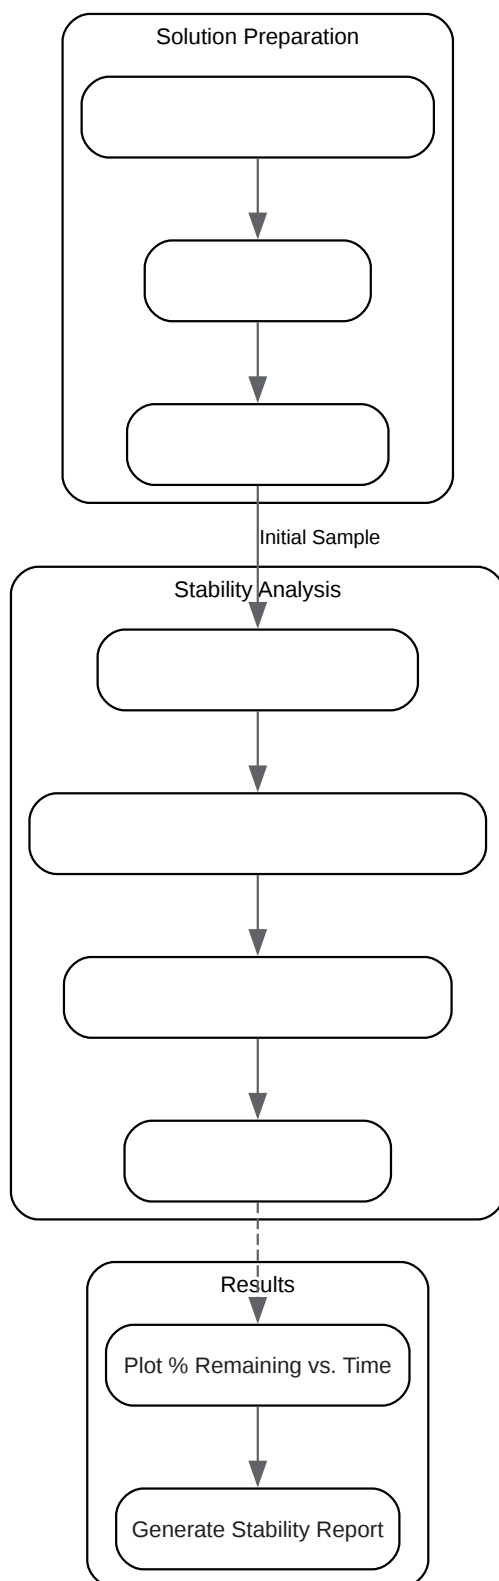 Solution Preparation
Initial Sample
Stability Analysis
Results
Plot % Remaining vs. Time
Generate Stability Report